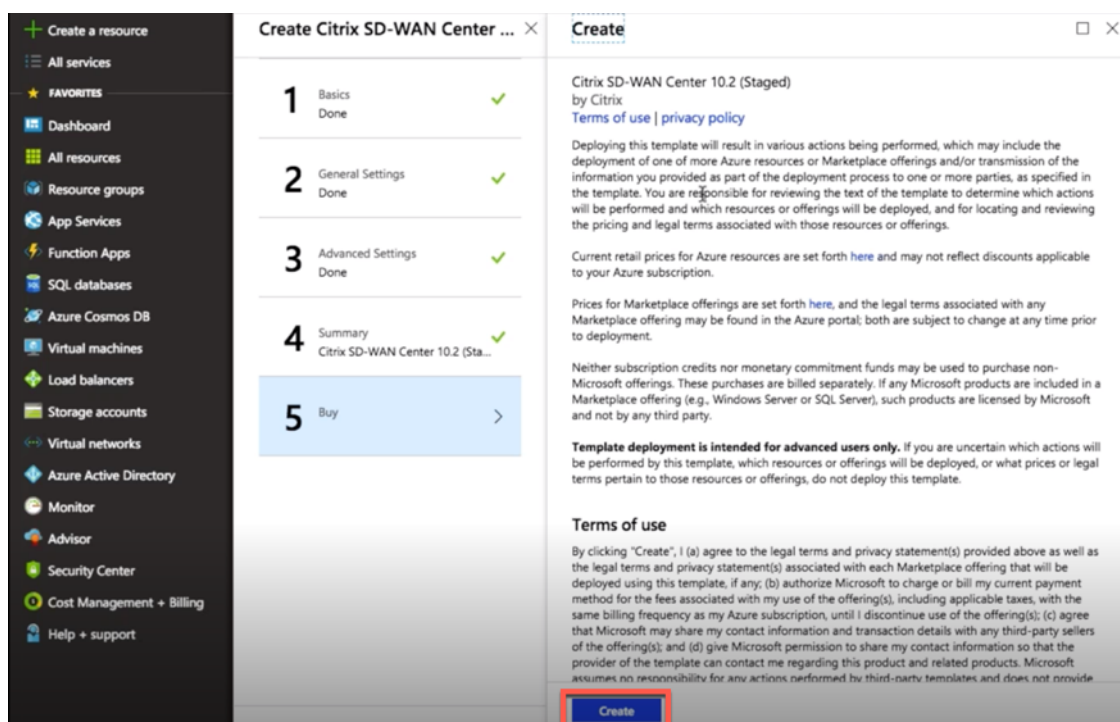 Create a resource
All services
FAVORITES
Dashboard
All resources
Resource groups
App Services
Function Apps
SQL databases
Azure Cosmos DB
Virtual machines
Load balancers
Storage accounts
Virtual networks
Azure Active Directory
Monitor
Advisor
Security Center
Cost Management + Billing
Help + support
Create Citrix SD-WAN Center ...
1
Basics
Done
2
General Settings
Done
3
Advanced Settings
Done
4
Summary
Citrix SD-WAN Center 10.2 (Sta...
5
Buy
Create
Citrix SD-WAN Center 10.2 (Staged)
by Citrix
Terms of use | privacy policy
Deploying this template will result in various actions being performed, which may include the
deployment of one of more Azure resources or Marketplace offerings and/or transmission of the
information you provided as part of the deployment process to one or more parties, as specified in
the template. You are responsible for reviewing the text of the template to determine which actions
will be performed and which resources or offerings will be deployed, and for locating and reviewing
the pricing and legal terms associated with those resources or offerings.
Current retail prices for Azure resources are set forth here and may not reflect discounts applicable
to your Azure subscription.
Prices for Marketplace offerings are set forth here, and the legal terms associated with any
Marketplace offering may be found in the Azure portal; both are subject to change at any time prior
to deployment.
Neither subscription credits nor monetary commitment funds may be used to purchase non-
Microsoft offerings. These purchases are billed separately. If any Microsoft products are included in a
Marketplace offering (e.g., Windows Server or SQL Server), such products are licensed by Microsoft
and not by any third party.
Template deployment is intended for advanced users only. If you are uncertain which actions will
be performed by this template, which resources or offerings will be deployed, or what prices or legal
terms pertain to those resources or offerings, do not deploy this template.
Terms of use
By clicking "Create", I (a) agree to the legal terms and privacy statement(s) provided above as well as
the legal terms and privacy statement(s) associated with each Marketplace offering that will be
deployed using this template, if any; (b) authorize Microsoft to charge or bill my current payment
method for the fees associated with my use of the offering(s), including applicable taxes, with the
same billing frequency as my Azure subscription, until I discontinue use of the offering(s); (c) agree
that Microsoft may share my contact information and transaction details with any third-party sellers
of the offering(s); and (d) give Microsoft permission to share my contact information so that the
provider of the template can contact me regarding this product and related products. Microsoft
assumes no responsibility for any actions performed by third-party templates and does not provide
Create